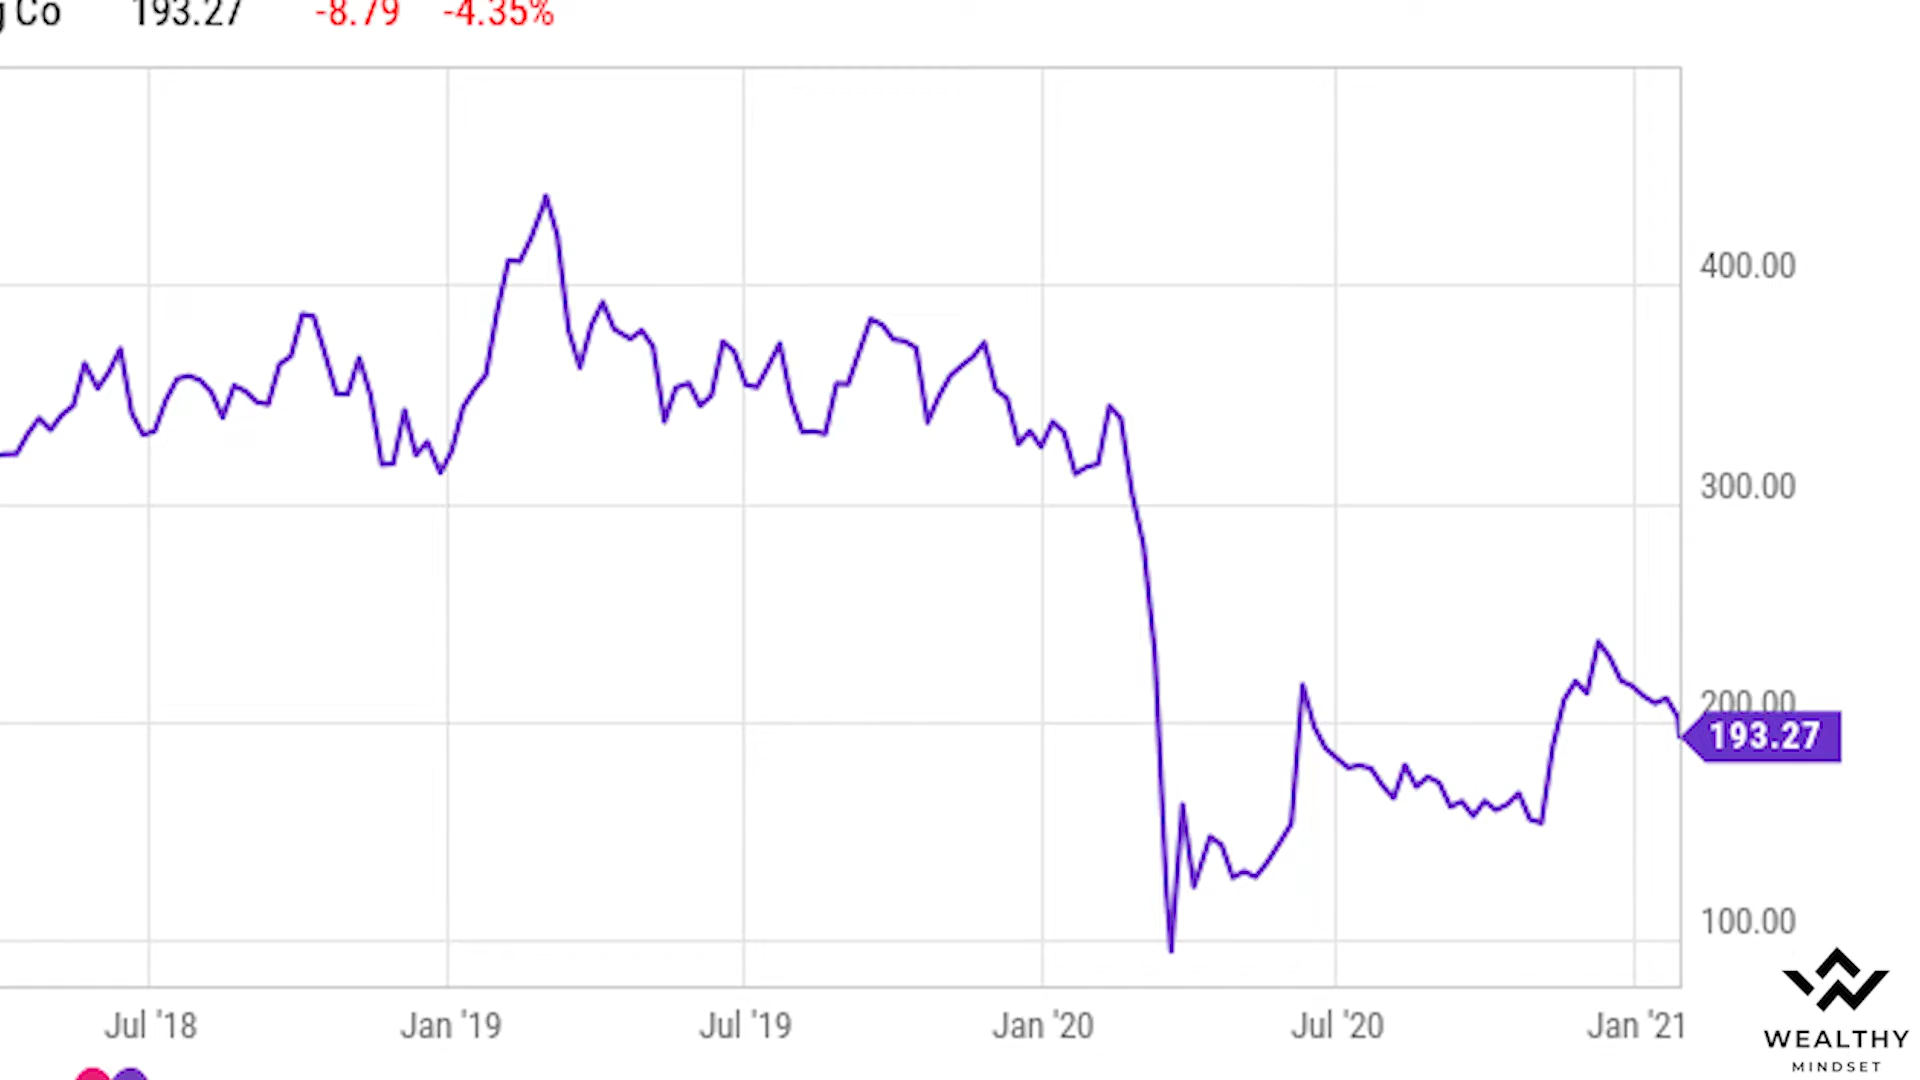 g Co 193.27 -8.79 -4.35%
400.00
300.00
200.00
193.27
100.00
Jul '18 Jan '19 Jul '19 Jan '20 Jul '20 Jan '21
WEALTHY
MINDSET